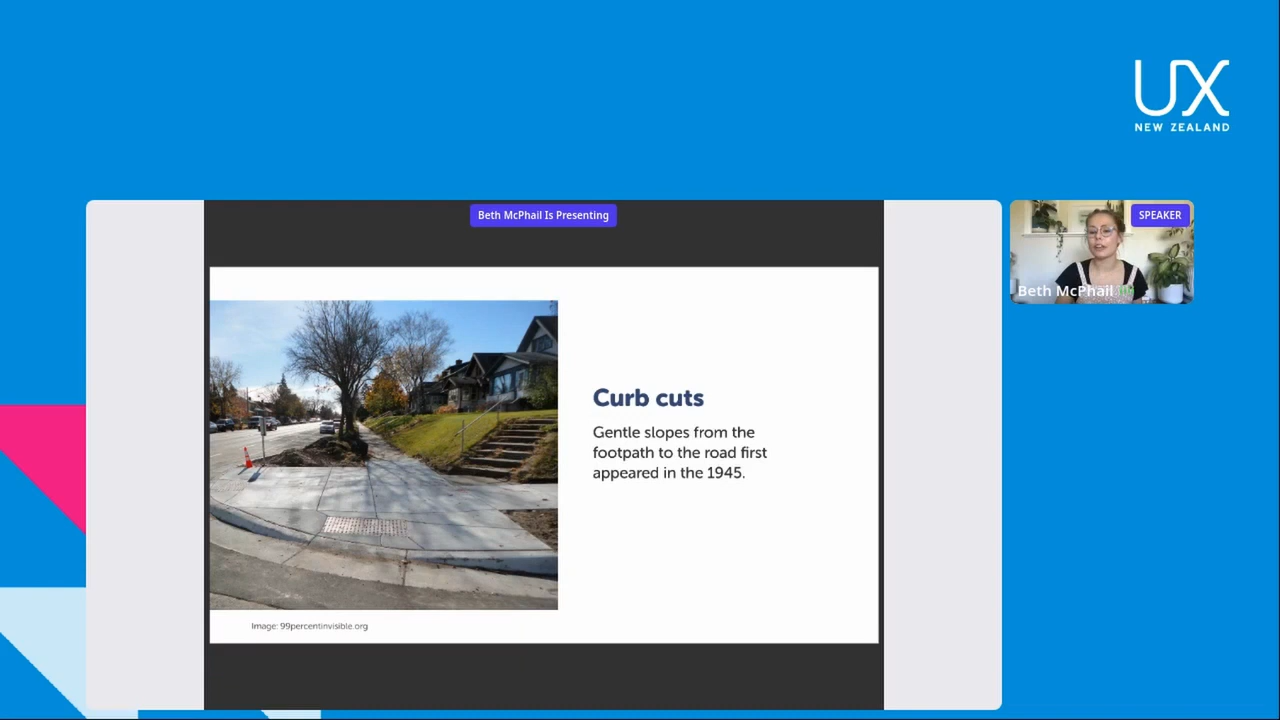 UX
NEW ZEALAND
Beth McPhail Is Presenting
SPEAKER
Beth McPhail
Curb cuts
Gentle slopes from the
footpath to the road first
appeared in the 1945.
Image: 99percentinvisible.org